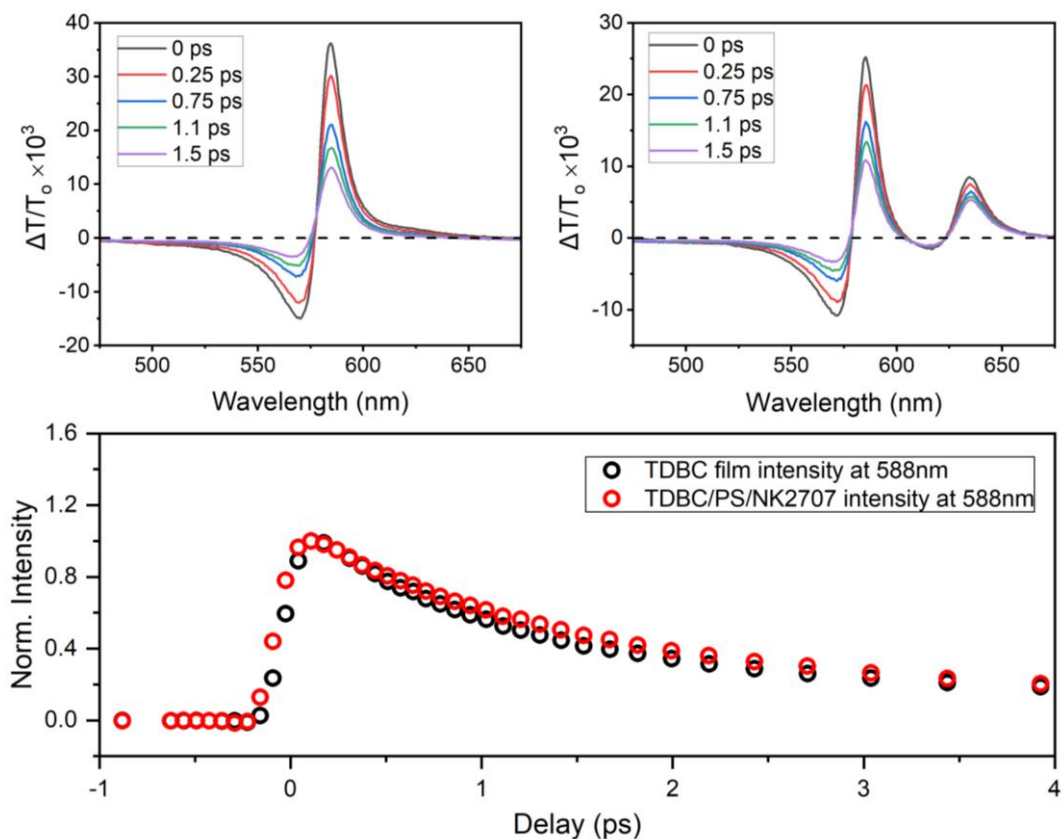 40
30
20
10
0
-10
-20
ΔT/Tₒ ×10³
0 ps
0.25 ps
0.75 ps
1.1 ps
1.5 ps
500
550
600
650
Wavelength (nm)
30
20
10
0
-10
ΔT/Tₒ ×10³
0 ps
0.25 ps
0.75 ps
1.1 ps
1.5 ps
500
550
600
650
Wavelength (nm)
1.6
1.2
0.8
0.4
0.0
Norm. Intensity
TDBC film intensity at 588nm
TDBC/PS/NK2707 intensity at 588nm
-1
0
1
2
3
4
Delay (ps)